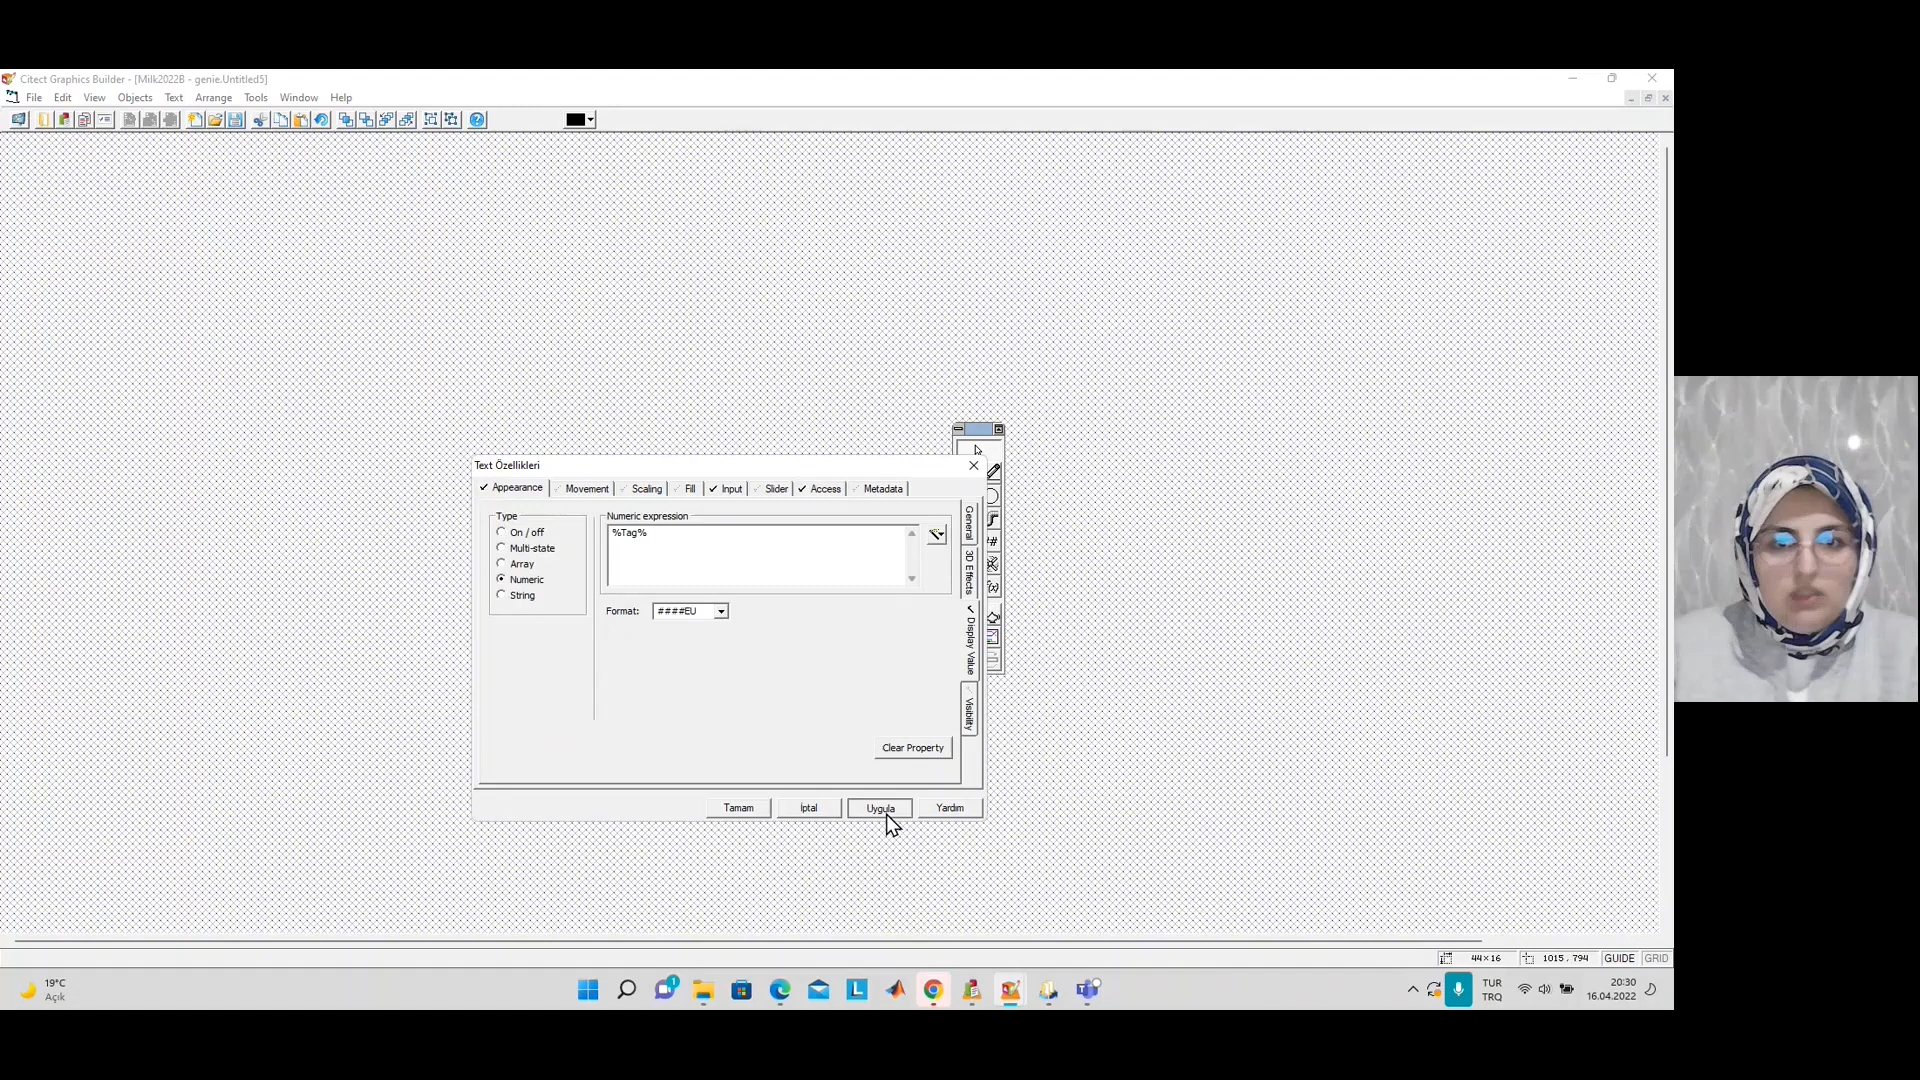 Citect Graphics Builder - [Milk2022B - genie.Untitled5]
File Edit View Objects Text Arrange Tools Window Help
Text Özellikleri
Appearance Movement Scaling Fill Input Slider Access Metadata
Type
On / off
Multi-state
Array
Numeric
String
Numeric expression
%Tag%
Format: ####EU
General
3D Effects
Display Value
Visibility
Clear Property
Tamam İptal Uygula Yardım
44×16 1015 , 794 GUIDE GRID
19°C
Açık
TUR
TRQ
20:30
16.04.2022